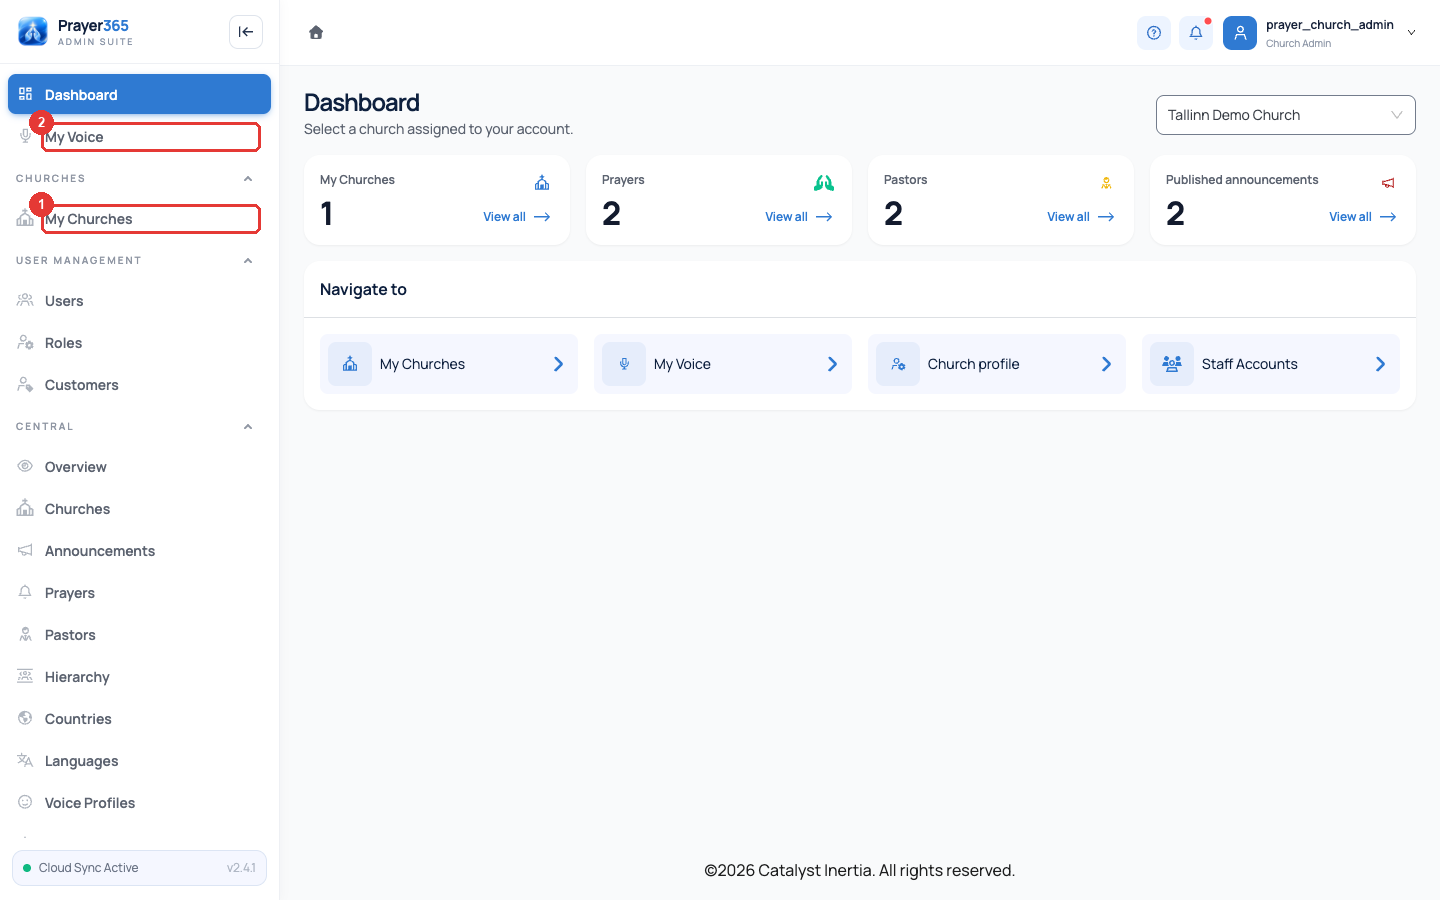 Prayer365
ADMIN SUITE
Dashboard
2
My Voice
CHURCHES
1
My Churches
USER MANAGEMENT
Users
Roles
Customers
CENTRAL
Overview
Churches
Announcements
Prayers
Pastors
Hierarchy
Countries
Languages
Voice Profiles
Cloud Sync Active v2.4.1
prayer_church_admin
Church Admin
Dashboard
Select a church assigned to your account.
Tallinn Demo Church
My Churches
1 View all
Prayers
2 View all
Pastors
2 View all
Published announcements
2 View all
Navigate to
My Churches
My Voice
Church profile
Staff Accounts
©2026 Catalyst Inertia. All rights reserved.